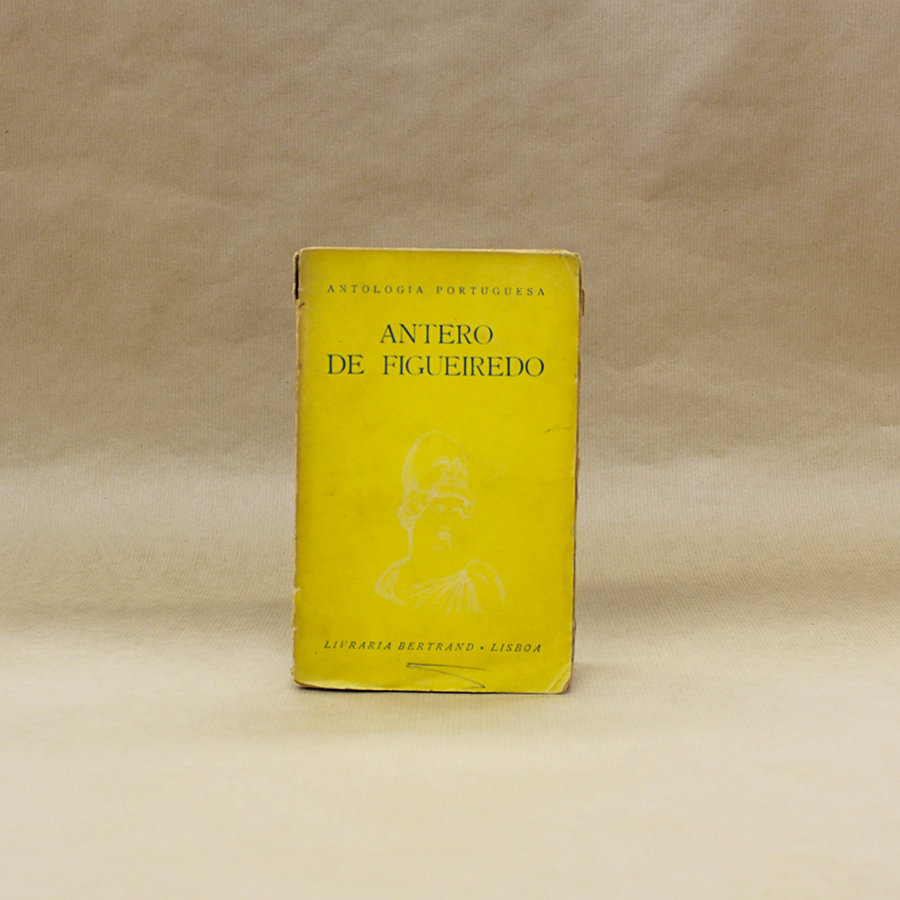 ANTOLOGIA PORTUGUESA
ANTERO
DE FIGUEIREDO
LIVRARIA BERTRAND • LISBOA